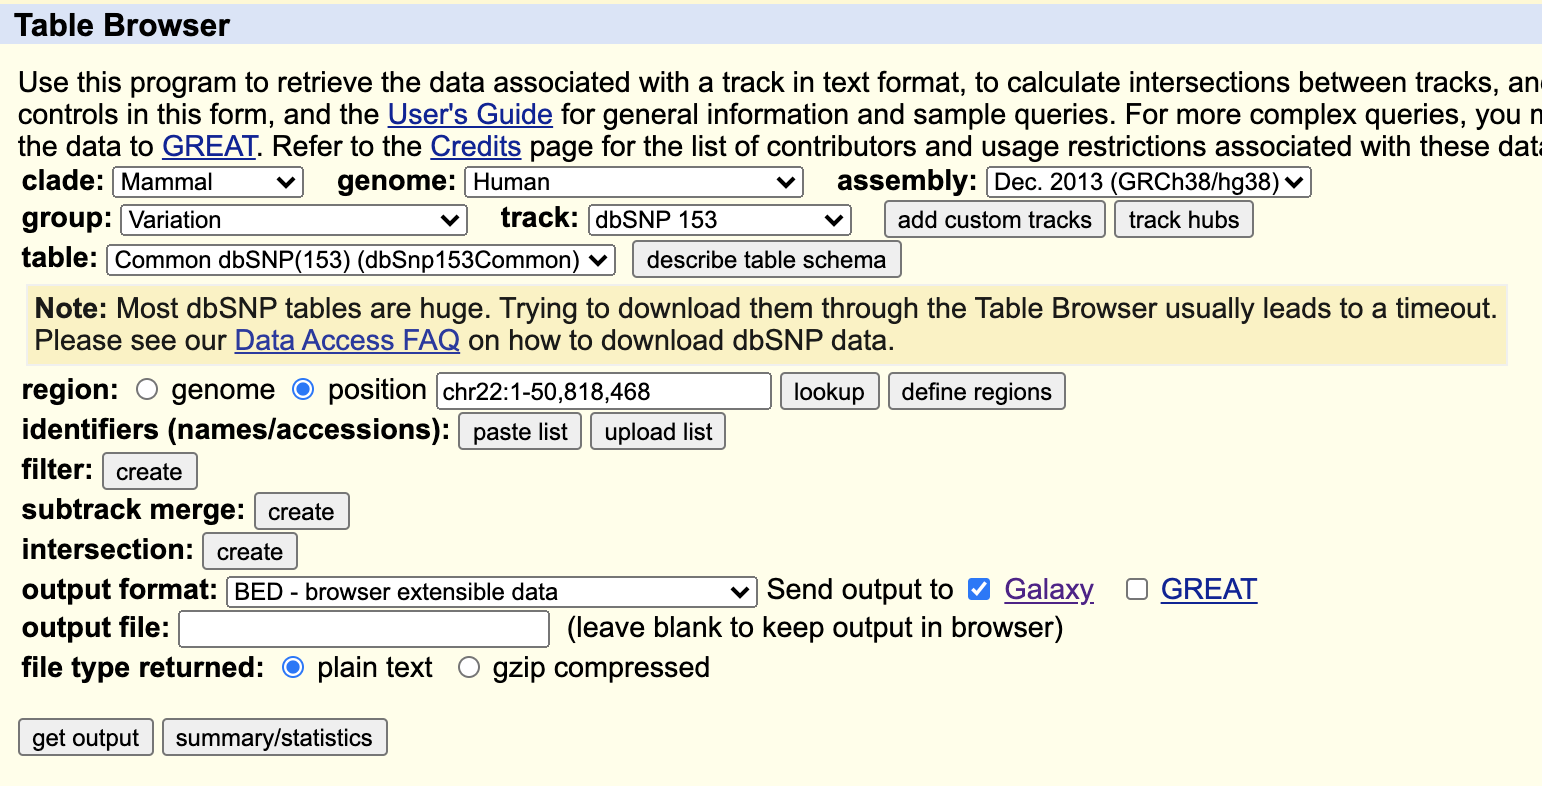 Table Browser
Use this program to retrieve the data associated with a track in text format, to calculate intersections between tracks, an
controls in this form, and the User's Guide for general information and sample queries. For more complex queries, you
the data to GREAT. Refer to the Credits page for the list of contributors and usage restrictions associated with these data
clade: Mammal genome: Human assembly: Dec. 2013 (GRCh38/hg38)
group: Variation track: dbSNP 153 add custom tracks track hubs
table: Common dbSNP(153) (dbSnp153Common) describe table schema
Note: Most dbSNP tables are huge. Trying to download them through the Table Browser usually leads to a timeout.
Please see our Data Access FAQ on how to download dbSNP data.
region: genome position chr22:1-50,818,468 lookup define regions
identifiers (names/accessions): paste list upload list
filter: create
subtrack merge: create
intersection: create
output format: BED - browser extensible data Send output to Galaxy GREAT
output file: (leave blank to keep output in browser)
file type returned: plain text gzip compressed
get output summary/statistics